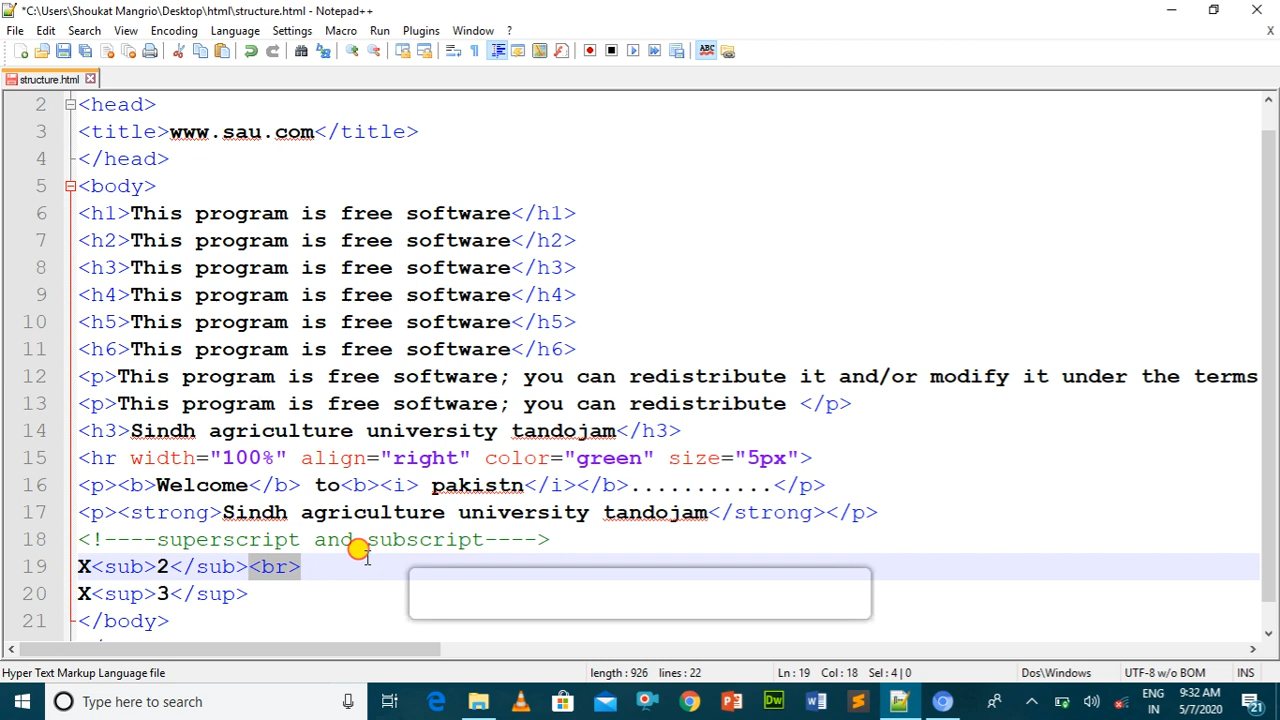 *C:\Users\Shoukat Mangrio\Desktop\html\structure.html - Notepad++
File Edit Search View Encoding Language Settings Macro Run Plugins Window ? X
ABC
structure.html
2 <head>
3 <title>www.sau.com</title>
4 </head>
5 <body>
6 <h1>This program is free software</h1>
7 <h2>This program is free software</h2>
8 <h3>This program is free software</h3>
9 <h4>This program is free software</h4>
10 <h5>This program is free software</h5>
11 <h6>This program is free software</h6>
12 <p>This program is free software; you can redistribute it and/or modify it under the terms
13 <p>This program is free software; you can redistribute </p>
14 <h3>Sindh agriculture university tandojam</h3>
15 <hr width="100%" align="right" color="green" size="5px">
16 <p><b>Welcome</b> to<b><i> pakistn</i></b>...........</p>
17 <p><strong>Sindh agriculture university tandojam</strong></p>
18 <!----superscript and subscript---->
19 X<sub>2</sub><br>
20 X<sup>3</sup>
21 </body>
Hyper Text Markup Language file length : 926 lines : 22 Ln : 19 Col : 18 Sel : 4 | 0 Dos\Windows UTF-8 w/o BOM INS
Type here to search Dw ENG 9:32 AM
IN 5/7/2020 21